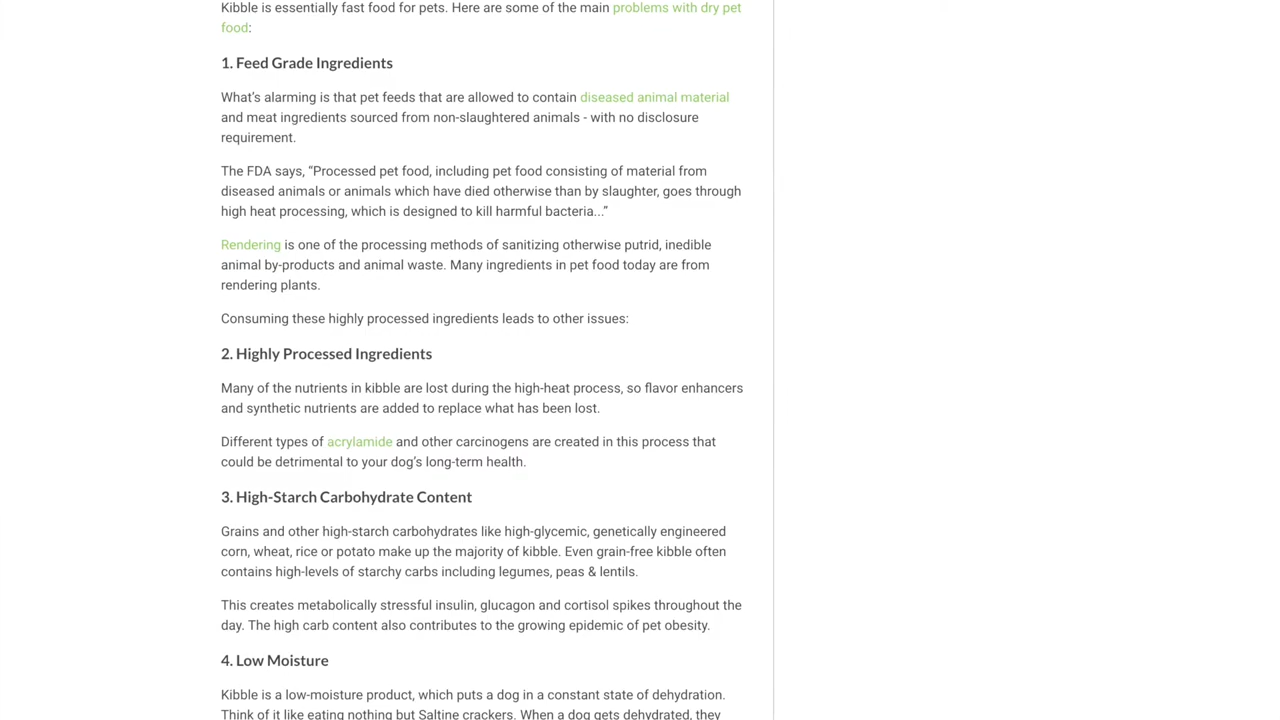 Kibble is essentially fast food for pets. Here are some of the main problems with dry pet
food:
1. Feed Grade Ingredients
What's alarming is that pet feeds that are allowed to contain diseased animal material
and meat ingredients sourced from non-slaughtered animals - with no disclosure
requirement.
The FDA says, “Processed pet food, including pet food consisting of material from
diseased animals or animals which have died otherwise than by slaughter, goes through
high heat processing, which is designed to kill harmful bacteria...”
Rendering is one of the processing methods of sanitizing otherwise putrid, inedible
animal by-products and animal waste. Many ingredients in pet food today are from
rendering plants.
Consuming these highly processed ingredients leads to other issues:
2. Highly Processed Ingredients
Many of the nutrients in kibble are lost during the high-heat process, so flavor enhancers
and synthetic nutrients are added to replace what has been lost.
Different types of acrylamide and other carcinogens are created in this process that
could be detrimental to your dog's long-term health.
3. High-Starch Carbohydrate Content
Grains and other high-starch carbohydrates like high-glycemic, genetically engineered
corn, wheat, rice or potato make up the majority of kibble. Even grain-free kibble often
contains high-levels of starchy carbs including legumes, peas & lentils.
This creates metabolically stressful insulin, glucagon and cortisol spikes throughout the
day. The high carb content also contributes to the growing epidemic of pet obesity.
4. Low Moisture
Kibble is a low-moisture product, which puts a dog in a constant state of dehydration.
Think of it like eating nothing but Saltine crackers. When a dog gets dehydrated, they